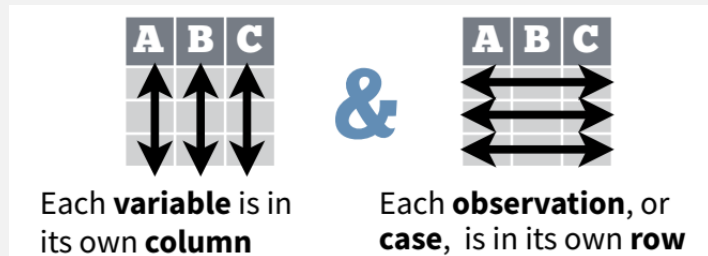 A B C
&
A B C
Each variable is in
its own column
Each observation, or
case, is in its own row